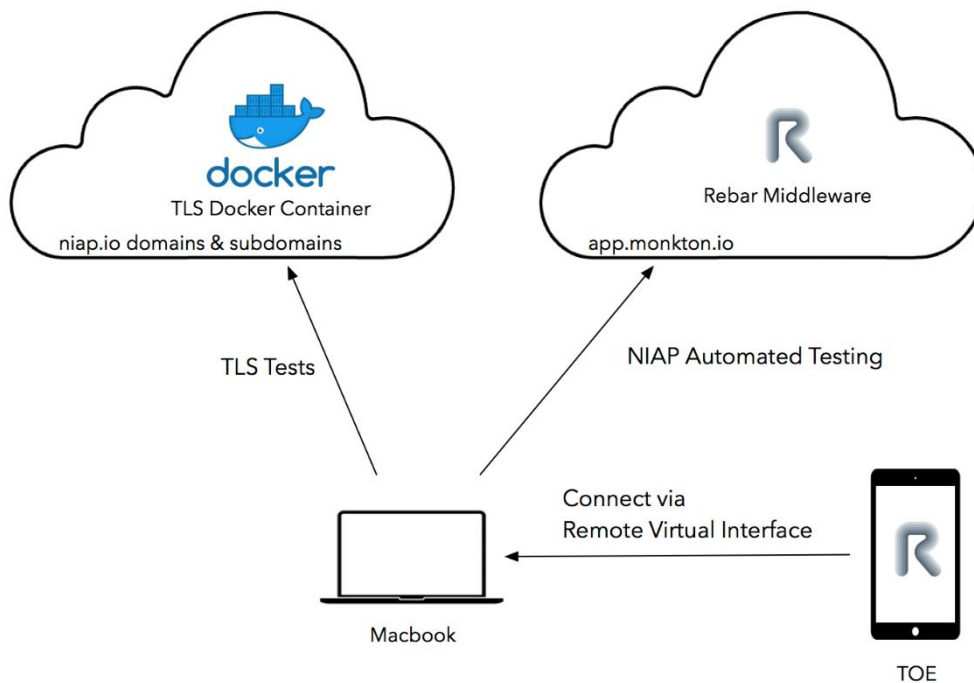 docker
TLS Docker Container
niap.io domains & subdomains
R
Rebar Middleware
app.monkton.io
TLS Tests
NIAP Automated Testing
Connect via
Remote Virtual Interface
R
Macbook
TOE